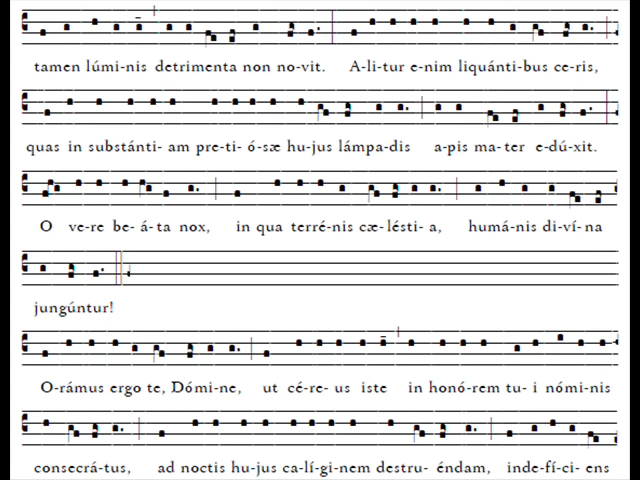 tamen lúmi-nis detrimenta non no-vit. A-li-tur e-nim liquánti-bus ce-ris,
quas in substánti- am pre-ti- ó-sæ hu-jus lámpa-dis a-pis ma-ter e-dú-xit.
O ve-re be- á-ta nox, in qua terré-nis cæ-lésti- a, humá-nis di-ví-na
jungúntur!
O-rámus ergo te, Dómi-ne, ut cé-re- us iste in honó-rem tu- i nómi-nis
consecrá-tus, ad noctis hu-jus ca-lí-gi-nem destru- éndam, inde-fí-ci- ens